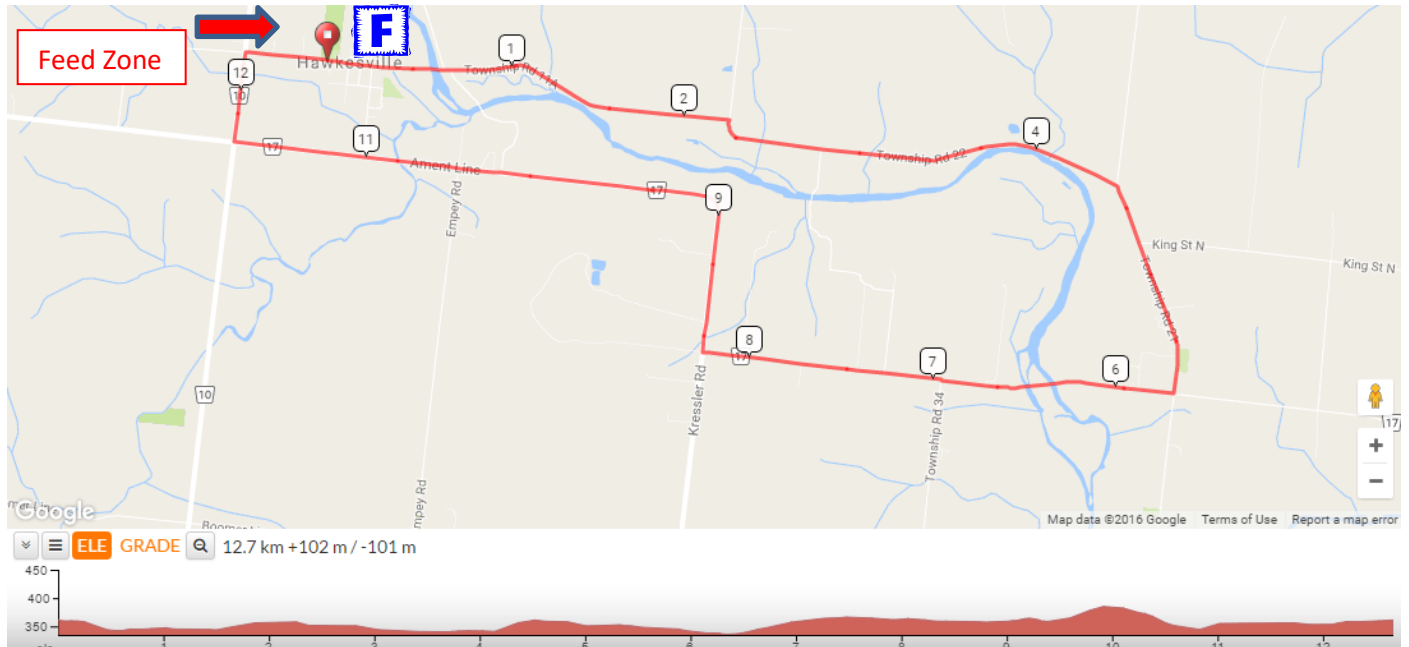 Feed Zone
F
Hawkesville
1
Township Rd 11A
2
12
10
11
17
Ament Line
Empey Rd
17
9
Township Rd 22
4
King St N
King St N
Township Rd 21
8
17
7
6
10
Kressler Rd
Township Rd 34
17
Empey Rd
Google
Map data ©2016 Google Terms of Use Report a map error
ELE GRADE 12.7 km +102 m / -101 m
450
400
350
1 2 3 4 5 6 7 8 9 10 11 12